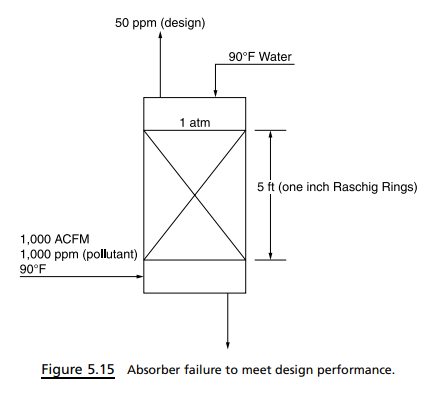 50 ppm (design)
90°F Water
1 atm
5 ft (one inch Raschig Rings)
1,000 ACFM
1,000 ppm (pollutant)
90°F
Figure 5.15 Absorber failure to meet design performance.